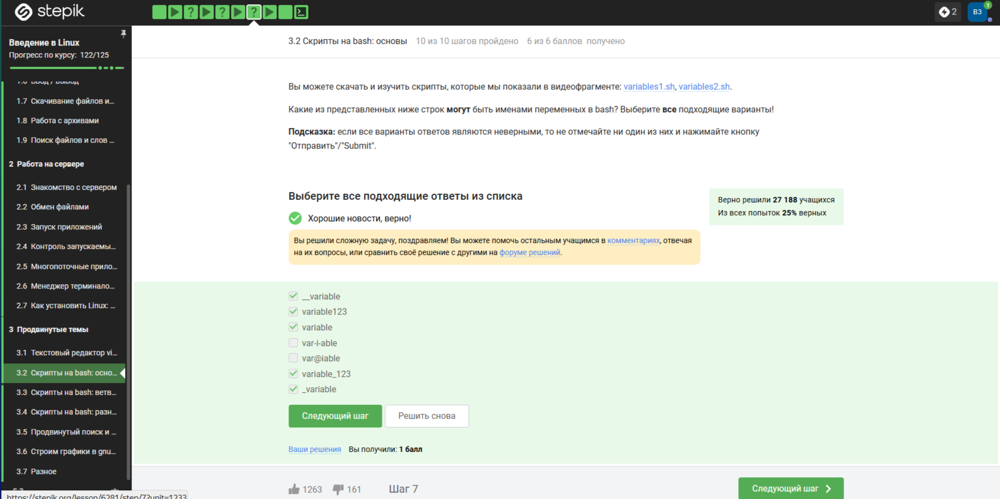 stepik
2
ВЗ
1
Введение в Linux
Прогресс по курсу: 122/125
1.6 Ввод / вывод
1.7 Скачивание файлов и...
1.8 Работа с архивами
1.9 Поиск файлов и слов ...
2 Работа на сервере
2.1 Знакомство с сервером
2.2 Обмен файлами
2.3 Запуск приложений
2.4 Контроль запускаемы...
2.5 Многопоточные прило...
2.6 Менеджер терминало...
2.7 Как установить Linux: ...
3 Продвинутые темы
3.1 Текстовый редактор vi...
3.2 Скрипты на bash: осно...
3.3 Скрипты на bash: ветв...
3.4 Скрипты на bash: разн...
3.5 Продвинутый поиск и ...
3.6 Строим графики в gnu...
3.7 Разное
https://stepik.org/lesson/6281/step/7?unit=1233
3.2 Скрипты на bash: основы 10 из 10 шагов пройдено 6 из 6 баллов получено
Вы можете скачать и изучить скрипты, которые мы показали в видеофрагменте: variables1.sh, variables2.sh.
Какие из представленных ниже строк могут быть именами переменных в bash? Выберите все подходящие варианты!
Подсказка: если все варианты ответов являются неверными, то не отмечайте ни один из них и нажимайте кнопку
"Отправить"/"Submit".
Выберите все подходящие ответы из списка
Верно решили 27 188 учащихся
Из всех попыток 25% верных
Хорошие новости, верно!
Вы решили сложную задачу, поздравляем! Вы можете помочь остальным учащимся в комментариях, отвечая
на их вопросы, или сравнить своё решение с другими на форуме решений.
__variable
variable123
variable
var-i-able
var@iable
variable_123
_variable
Следующий шаг
Решить снова
Ваши решения Вы получили: 1 балл
1263 161 Шаг 7
Следующий шаг